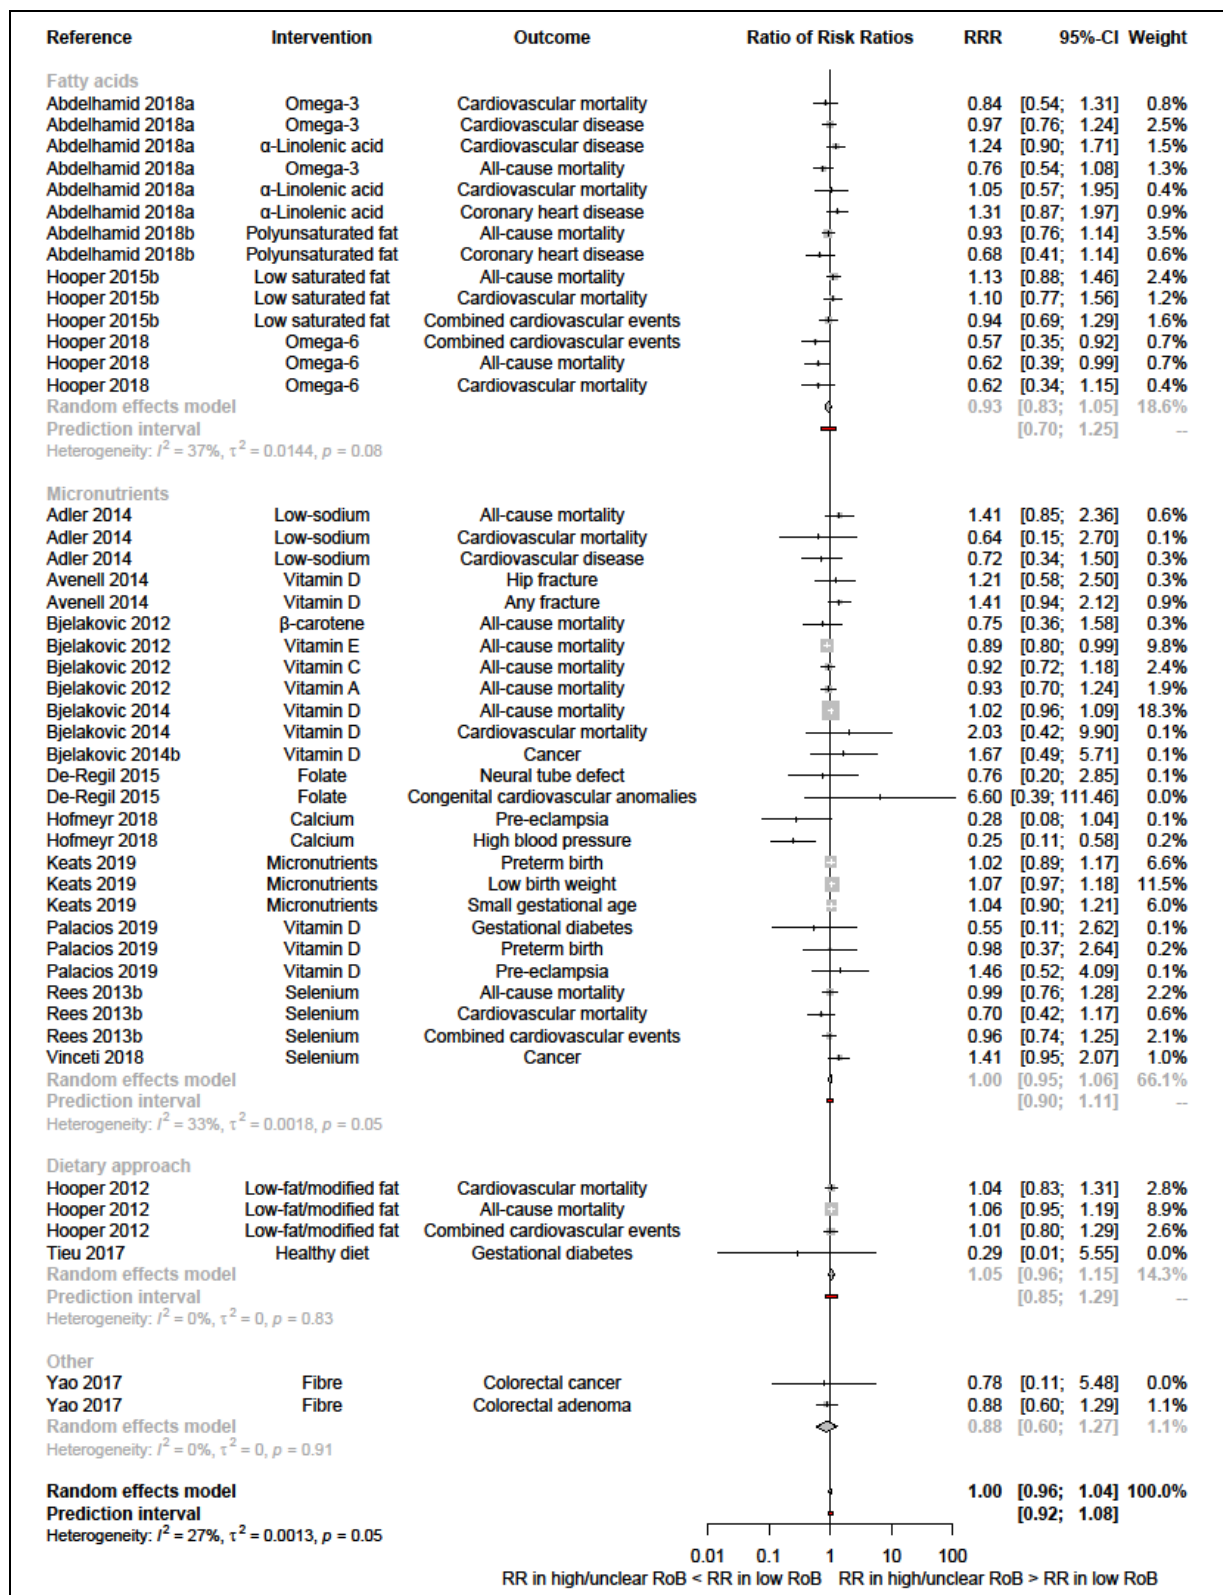 Reference Intervention Outcome Ratio of Risk Ratios RRR 95%-CI Weight
Fatty acids
Abdelhamid 2018a Omega-3 Cardiovascular mortality 0.84 [0.54; 1.31] 0.8%
Abdelhamid 2018a Omega-3 Cardiovascular disease 0.97 [0.76; 1.24] 2.5%
Abdelhamid 2018a α-Linolenic acid Cardiovascular disease 1.24 [0.90; 1.71] 1.5%
Abdelhamid 2018a Omega-3 All-cause mortality 0.76 [0.54; 1.08] 1.3%
Abdelhamid 2018a α-Linolenic acid Cardiovascular mortality 1.05 [0.57; 1.95] 0.4%
Abdelhamid 2018a α-Linolenic acid Coronary heart disease 1.31 [0.87; 1.97] 0.9%
Abdelhamid 2018b Polyunsaturated fat All-cause mortality 0.93 [0.76; 1.14] 3.5%
Abdelhamid 2018b Polyunsaturated fat Coronary heart disease 0.68 [0.41; 1.14] 0.6%
Hooper 2015b Low saturated fat All-cause mortality 1.13 [0.88; 1.46] 2.4%
Hooper 2015b Low saturated fat Cardiovascular mortality 1.10 [0.77; 1.56] 1.2%
Hooper 2015b Low saturated fat Combined cardiovascular events 0.94 [0.69; 1.29] 1.6%
Hooper 2018 Omega-6 Combined cardiovascular events 0.57 [0.35; 0.92] 0.7%
Hooper 2018 Omega-6 All-cause mortality 0.62 [0.39; 0.99] 0.7%
Hooper 2018 Omega-6 Cardiovascular mortality 0.62 [0.34; 1.15] 0.4%
Random effects model 0.93 [0.83; 1.05] 18.6%
Prediction interval [0.70; 1.25] --
Heterogeneity: I² = 37%, τ² = 0.0144, p = 0.08
Micronutrients
Adler 2014 Low-sodium All-cause mortality 1.41 [0.85; 2.36] 0.6%
Adler 2014 Low-sodium Cardiovascular mortality 0.64 [0.15; 2.70] 0.1%
Adler 2014 Low-sodium Cardiovascular disease 0.72 [0.34; 1.50] 0.3%
Avenell 2014 Vitamin D Hip fracture 1.21 [0.58; 2.50] 0.3%
Avenell 2014 Vitamin D Any fracture 1.41 [0.94; 2.12] 0.9%
Bjelakovic 2012 β-carotene All-cause mortality 0.75 [0.36; 1.58] 0.3%
Bjelakovic 2012 Vitamin E All-cause mortality 0.89 [0.80; 0.99] 9.8%
Bjelakovic 2012 Vitamin C All-cause mortality 0.92 [0.72; 1.18] 2.4%
Bjelakovic 2012 Vitamin A All-cause mortality 0.93 [0.70; 1.24] 1.9%
Bjelakovic 2014 Vitamin D All-cause mortality 1.02 [0.96; 1.09] 18.3%
Bjelakovic 2014 Vitamin D Cardiovascular mortality 2.03 [0.42; 9.90] 0.1%
Bjelakovic 2014b Vitamin D Cancer 1.67 [0.49; 5.71] 0.1%
De-Regil 2015 Folate Neural tube defect 0.76 [0.20; 2.85] 0.1%
De-Regil 2015 Folate Congenital cardiovascular anomalies 6.60 [0.39; 111.46] 0.0%
Hofmeyr 2018 Calcium Pre-eclampsia 0.28 [0.08; 1.04] 0.1%
Hofmeyr 2018 Calcium High blood pressure 0.25 [0.11; 0.58] 0.2%
Keats 2019 Micronutrients Preterm birth 1.02 [0.89; 1.17] 6.6%
Keats 2019 Micronutrients Low birth weight 1.07 [0.97; 1.18] 11.5%
Keats 2019 Micronutrients Small gestational age 1.04 [0.90; 1.21] 6.0%
Palacios 2019 Vitamin D Gestational diabetes 0.55 [0.11; 2.62] 0.1%
Palacios 2019 Vitamin D Preterm birth 0.98 [0.37; 2.64] 0.2%
Palacios 2019 Vitamin D Pre-eclampsia 1.46 [0.52; 4.09] 0.1%
Rees 2013b Selenium All-cause mortality 0.99 [0.76; 1.28] 2.2%
Rees 2013b Selenium Cardiovascular mortality 0.70 [0.42; 1.17] 0.6%
Rees 2013b Selenium Combined cardiovascular events 0.96 [0.74; 1.25] 2.1%
Vinceti 2018 Selenium Cancer 1.41 [0.95; 2.07] 1.0%
Random effects model 1.00 [0.95; 1.06] 66.1%
Prediction interval [0.90; 1.11] --
Heterogeneity: I² = 33%, τ² = 0.0018, p = 0.05
Dietary approach
Hooper 2012 Low-fat/modified fat Cardiovascular mortality 1.04 [0.83; 1.31] 2.8%
Hooper 2012 Low-fat/modified fat All-cause mortality 1.06 [0.95; 1.19] 8.9%
Hooper 2012 Low-fat/modified fat Combined cardiovascular events 1.01 [0.80; 1.29] 2.6%
Tieu 2017 Healthy diet Gestational diabetes 0.29 [0.01; 5.55] 0.0%
Random effects model 1.05 [0.96; 1.15] 14.3%
Prediction interval [0.85; 1.29] --
Heterogeneity: I² = 0%, τ² = 0, p = 0.83
Other
Yao 2017 Fibre Colorectal cancer 0.78 [0.11; 5.48] 0.0%
Yao 2017 Fibre Colorectal adenoma 0.88 [0.60; 1.29] 1.1%
Random effects model 0.88 [0.60; 1.27] 1.1%
Heterogeneity: I² = 0%, τ² = 0, p = 0.91
Random effects model 1.00 [0.96; 1.04] 100.0%
Prediction interval [0.92; 1.08]
Heterogeneity: I² = 27%, τ² = 0.0013, p = 0.05
0.01 0.1 1 10 100
RR in high/unclear RoB < RR in low RoB RR in high/unclear RoB > RR in low RoB